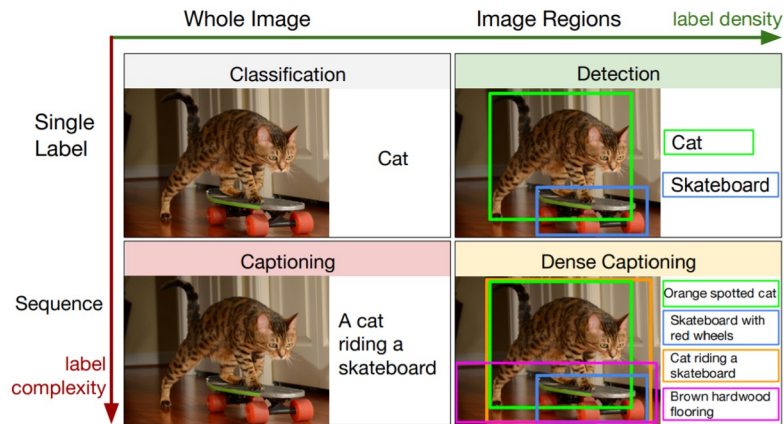 Whole Image
Image Regions
label density
Single
Label
Classification
Cat
Detection
Cat
Skateboard
Sequence
label
complexity
Captioning
A cat
riding a
skateboard
Dense Captioning
Orange spotted cat
Skateboard with
red wheels
Cat riding a
skateboard
Brown hardwood
flooring